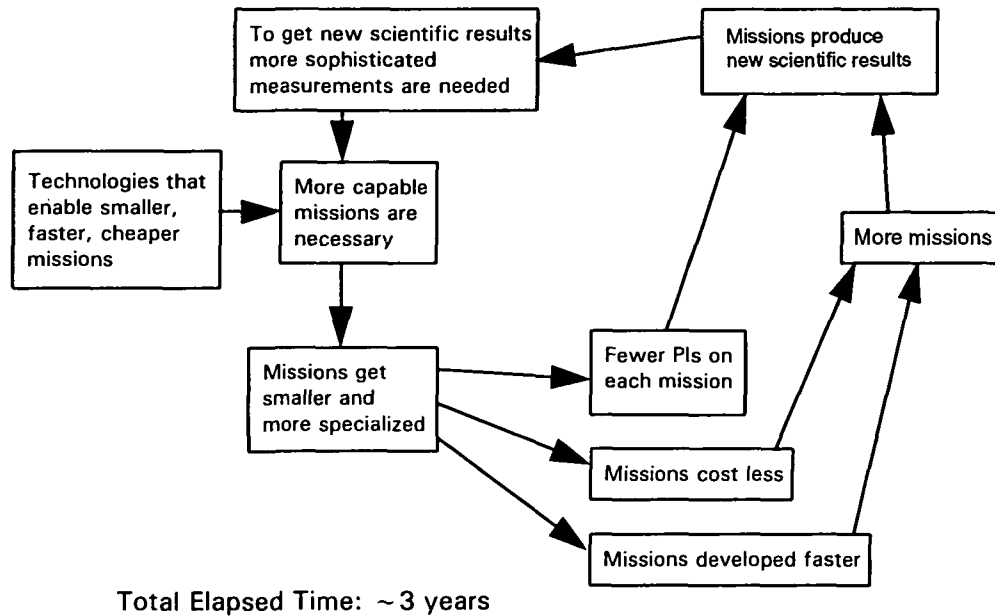 To get new scientific results
more sophisticated
measurements are needed
Missions produce
new scientific results
Technologies that
enable smaller,
faster, cheaper
missions
More capable
missions are
necessary
More missions
Missions get
smaller and
more specialized
Fewer PIs on
each mission
Missions cost less
Missions developed faster
Total Elapsed Time: ~3 years